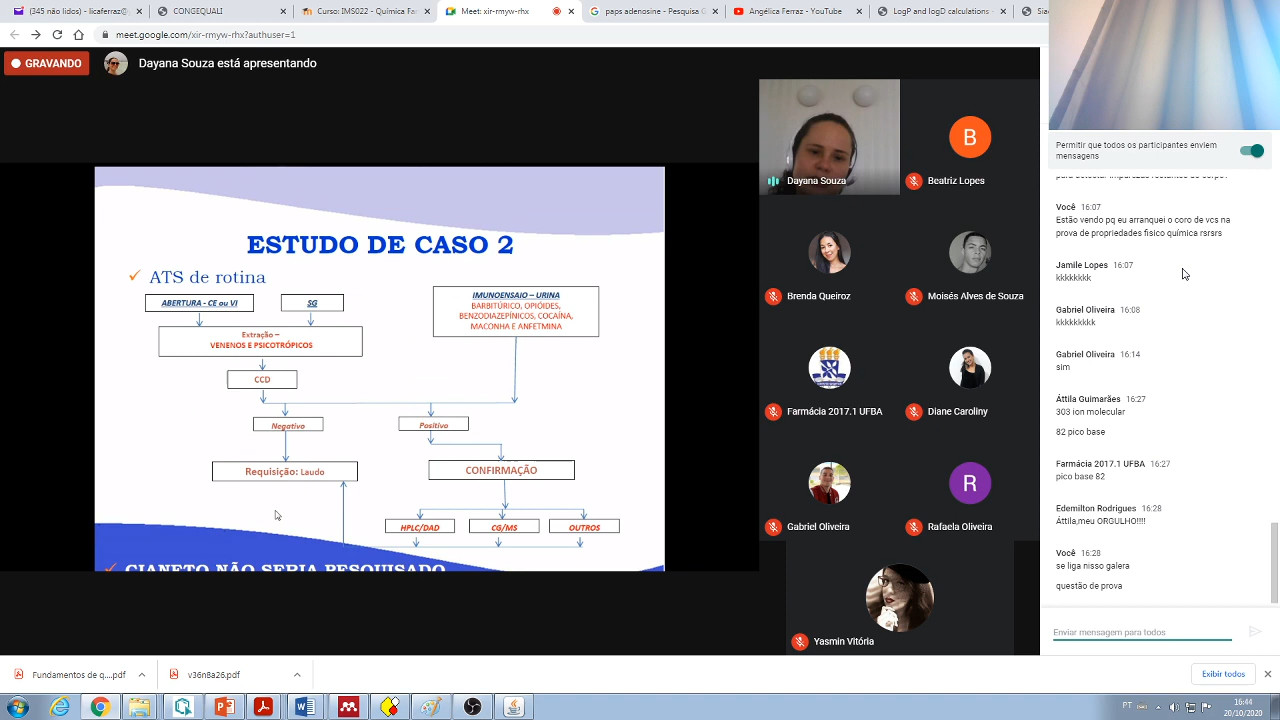 (345 não lidos) - licaferraz@
CONGEQUALI
Curso: IMS022 - Química Far
Meet: xir-rmyw-rhx
paps adenosine - Pesquisa G
Angélica Ferraz - YouTube
LogP and logD calculations -
meet.google.com/xir-rmyw-rhx?authuser=1
GRAVANDO
Dayana Souza está apresentando
ESTUDO DE CASO 2
ATS de rotina
ABERTURA - CE ou VI
SG
IMUNOENSAIO – URINA
BARBITÚRICO, OPIÓIDES,
BENZODIAZEPÍNICOS, COCAÍNA,
MACONHA E ANFETMINA
Extração –
VENENOS E PSICOTRÓPICOS
CCD
Negativo
Positivo
Requisição: Laudo
CONFIRMAÇÃO
HPLC/DAD
CG/MS
OUTROS
CIANETO NÃO SERIA PESQUISADO
Dayana Souza
Beatriz Lopes
Brenda Queiroz
Moisés Alves de Souza
Farmácia 2017.1 UFBA
Diane Caroliny
Gabriel Oliveira
Rafaela Oliveira
Yasmin Vitória
B
R
Permitir que todos os participantes enviem
mensagens
Você 16:07
Estão vendo pq eu arranquei o coro de vcs na
prova de propriedades fisico química rsrsrs
Jamile Lopes 16:07
kkkkkkkk
Gabriel Oliveira 16:08
kkkkkkkkk
Gabriel Oliveira 16:14
sim
Áttila Guimarães 16:27
303 ion molecular
82 pico base
Farmácia 2017.1 UFBA 16:27
pico base 82
Edemilton Rodrigues 16:28
Áttila,meu ORGULHO!!!!
Você 16:28
se liga nisso galera
questão de prova
Enviar mensagem para todos
Fundamentos de q....pdf
v36n8a26.pdf
Exibir todos
PT
16:44
20/10/2020